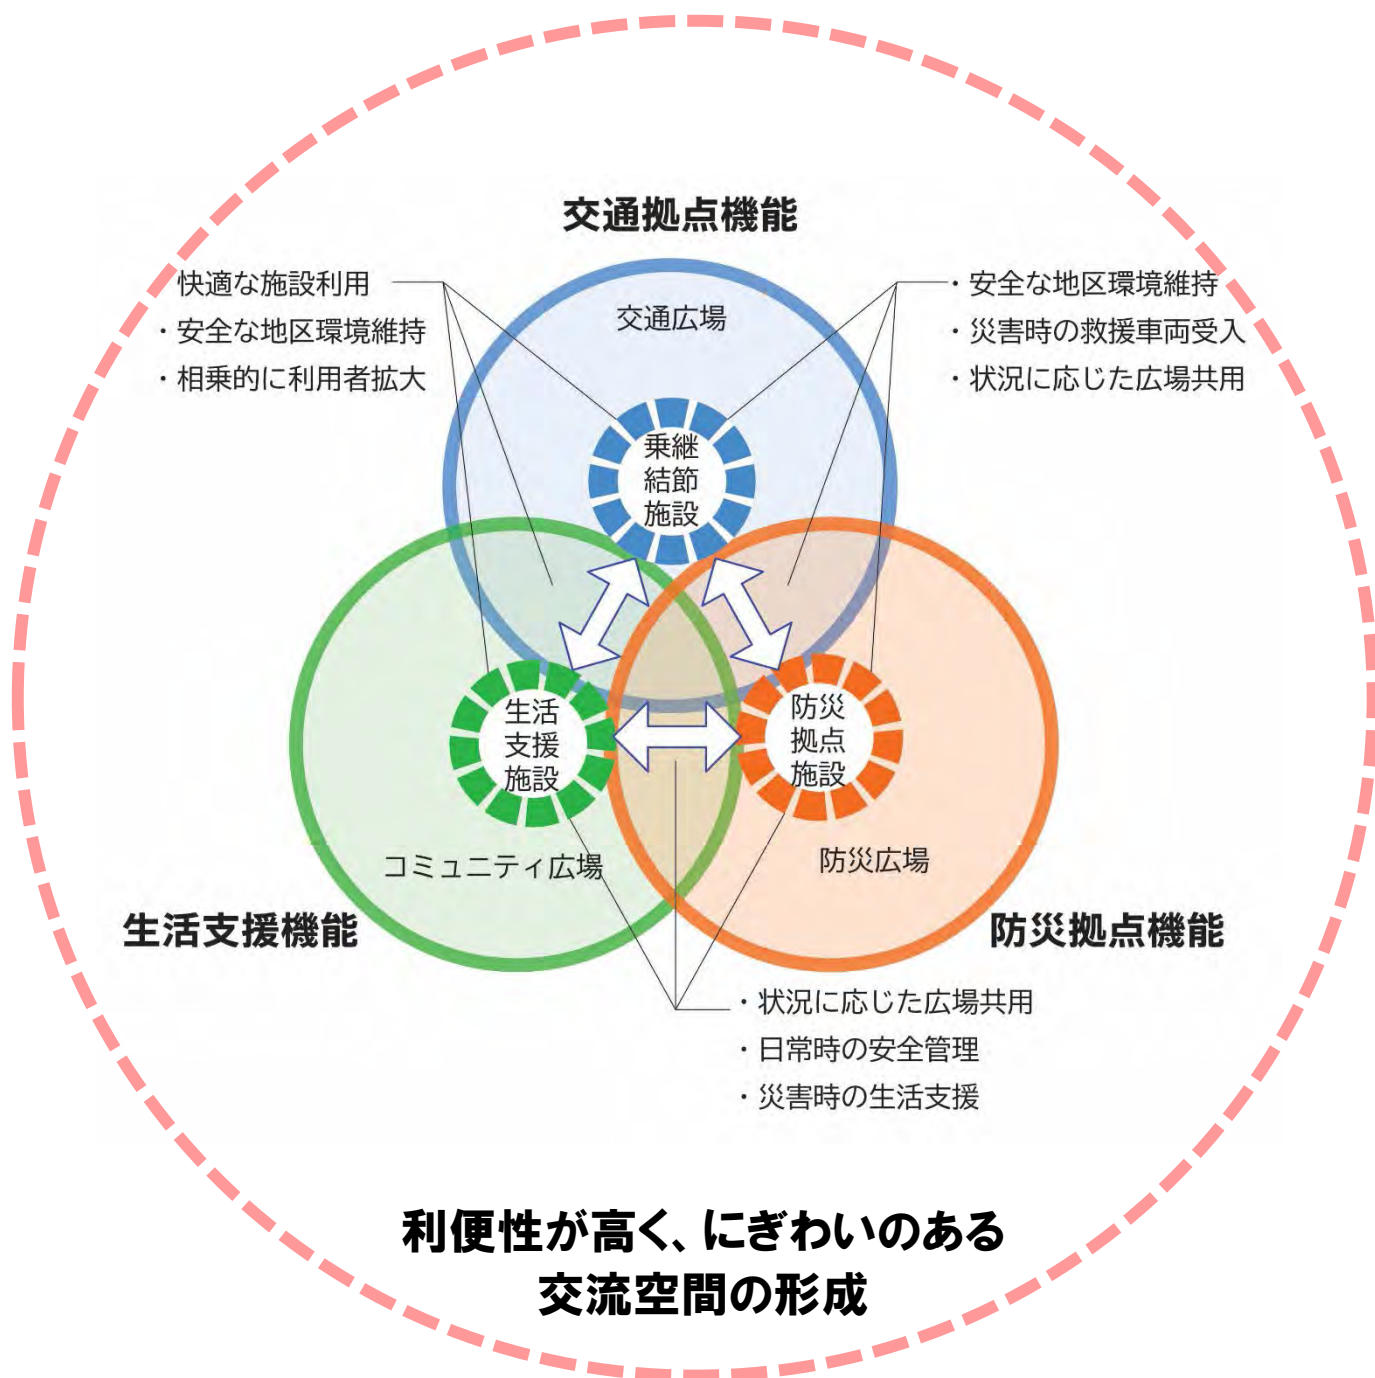 交通拠点機能
快適な施設利用
・安全な地区環境維持
・相乗的に利用者拡大
・安全な地区環境維持
・災害時の救援車両受入
・状況に応じた広場共用
交通広場
乗継
結節
施設
生活
支援
施設
防災
拠点
施設
コミュニティ広場
防災広場
生活支援機能
防災拠点機能
・状況に応じた広場共用
・日常時の安全管理
・災害時の生活支援
利便性が高く、にぎわいのある
交流空間の形成